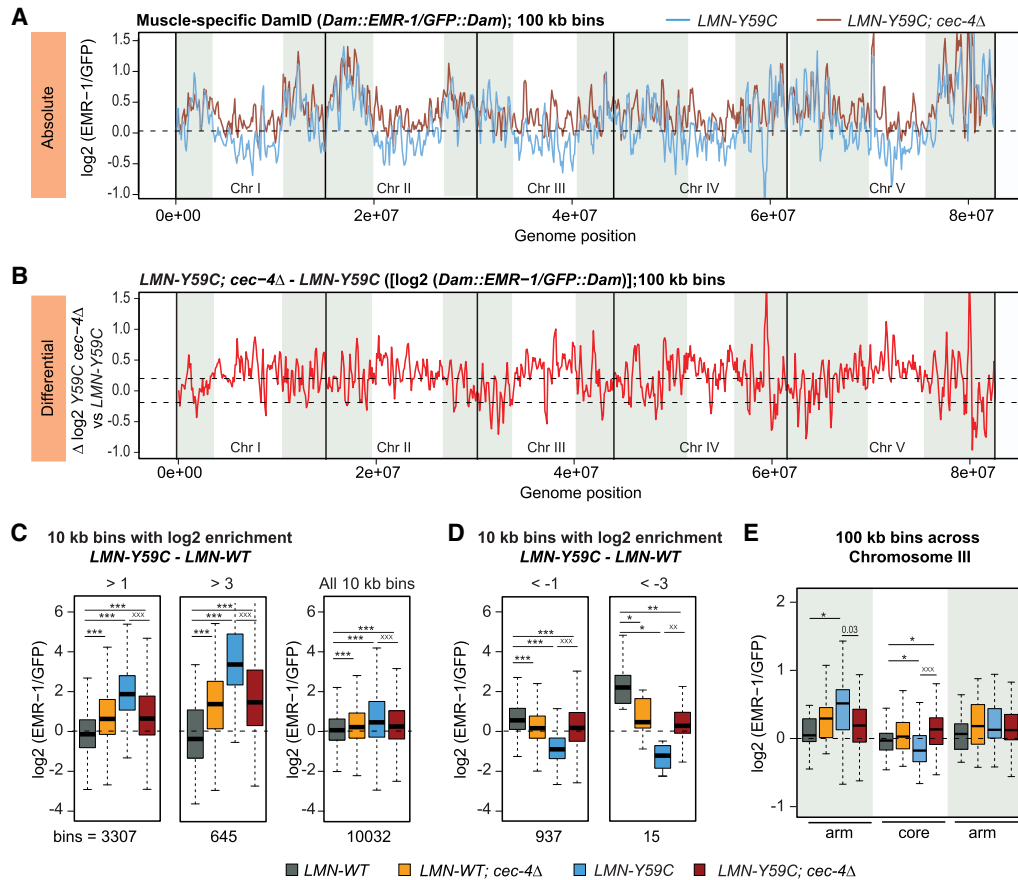 A
Muscle-specific DamID (Dam::EMR-1/GFP::Dam); 100 kb bins
LMN-Y59C
LMN-Y59C; cec-4Δ
Absolute
log2 (EMR−1/GFP)
1.5
1.0
0.5
0.0
-0.5
-1.0
Chr I
Chr II
Chr III
Chr IV
Chr V
0e+00
2e+07
4e+07
6e+07
8e+07
Genome position
B
LMN-Y59C; cec−4Δ - LMN-Y59C ([log2 (Dam::EMR−1/GFP::Dam)];100 kb bins
Differential
Δ log2 Y59C cec−4Δ
vs LMN-Y59C
1.5
1.0
0.5
0.0
-0.5
-1.0
Chr I
Chr II
Chr III
Chr IV
Chr V
0e+00
2e+07
4e+07
6e+07
8e+07
Genome position
C
10 kb bins with log2 enrichment
LMN-Y59C - LMN-WT
> 1
> 3
All 10 kb bins
log2 (EMR−1/GFP)
6
4
2
0
-2
-4
***
***
xxx
***
***
***
xxx
***
6
4
2
0
-2
-4
***
***
xxx
***
bins = 3307
645
10032
D
10 kb bins with log2 enrichment
LMN-Y59C - LMN-WT
< -1
< -3
log2 (EMR−1/GFP)
6
4
2
0
-2
-4
***
***
xxx
***
**
*
*
xx
937
15
E
100 kb bins across
Chromosome III
log2 (EMR−1/GFP)
2
1
0
-1
*
0.03
*
*
xxx
arm
core
arm
LMN-WT
LMN-WT; cec-4Δ
LMN-Y59C
LMN-Y59C; cec-4Δ